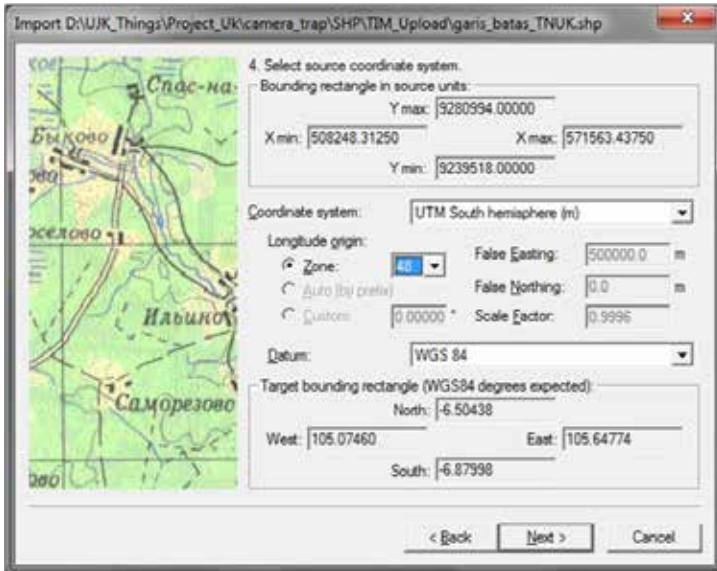 Import D:\UJK_Things\Project_Uk\camera_trap\SHP\TIM_Upload\garis_batas_TNUK.shp
Спас-на-
Быково
оселово
Ильино
Саморезово
ово
4. Select source coordinate system.
Bounding rectangle in source units:
Y max: 9280994.00000
X min: 508248.31250 X max: 571563.43750
Y min: 9239518.00000
Coordinate system: UTM South hemisphere (m)
Longitude origin:
Zone: 48
Auto (by prefix)
Custom: 0.00000 °
False Easting: 500000.0 m
False Northing: 0.0 m
Scale Factor: 0.9996
Datum: WGS 84
Target bounding rectangle (WGS84 degrees expected):
North: -6.50438
West: 105.07460 East: 105.64774
South: -6.87998
< Back Next > Cancel